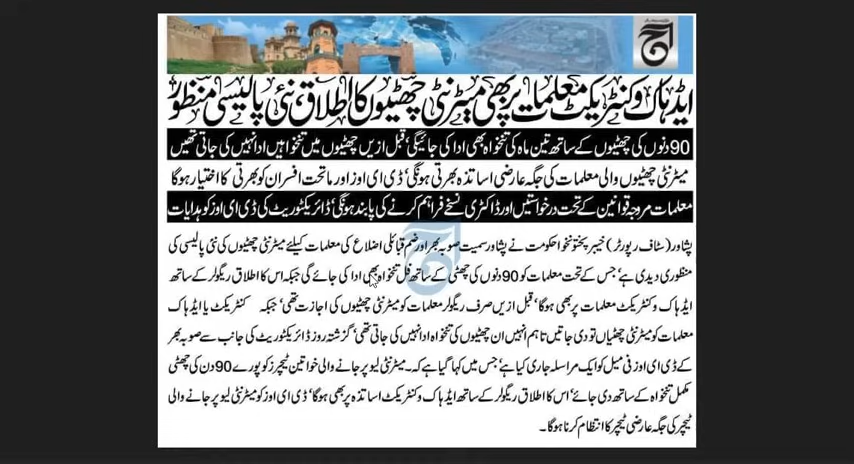 آج
ایڈہاک و کنٹریکٹ معلمات پر بھی میٹرنٹی چھٹیوں کا اطلاق، نئی پالیسی منظور
90 دنوں کی چھٹیوں کے ساتھ تین ماہ کی تنخواہ بھی ادا کی جائیگی، قبل ازیں چھٹیوں میں تنخواہیں ادا نہیں کی جاتی تھیں
میٹرنٹی چھٹیوں والی معلمات کی جگہ عارضی اساتذہ بھرتی ہونگی، ڈی ای اوز اور ماتحت افسران کو بھرتی کا اختیار ہوگا
معلمات مروجہ قوانین کے تحت درخواستیں اور ڈاکٹری نسخے فراہم کرنے کی پابند ہونگی، ڈائریکٹوریٹ کی ڈی ای اوز کو ہدایات
پشاور (سٹاف رپورٹر) خیبر پختونخوا حکومت نے پشاور سمیت صوبہ بھر اور ضم قبائلی اضلاع کی معلمات کیلئے میٹرنٹی چھٹیوں کی نئی پالیسی کی
منظوری دیدی ہے، جس کے تحت معلمات کو 90 دنوں کی چھٹی کے ساتھ فل تنخواہ بھی ادا کی جائے گی جبکہ اس کا اطلاق ریگولر کے ساتھ
ایڈہاک و کنٹریکٹ معلمات پر بھی ہوگا، قبل ازیں صرف ریگولر معلمات کو میٹرنٹی چھٹیوں کی اجازت تھی، جبکہ کنٹریکٹ یا ایڈہاک
معلمات کو میٹرنٹی چھٹیاں تو دی جاتیں تاہم انہیں ان چھٹیوں کی تنخواہ ادا نہیں کی جاتی تھی، گزشتہ روز ڈائریکٹوریٹ کی جانب سے صوبہ بھر
کے ڈی ای اوز فی میل کو ایک مراسلہ جاری کیا ہے، جس میں کہا گیا ہے کہ۔ میٹرنٹی لیو پر جانے والی خواتین ٹیچرز کو پورے 90 دن کی چھٹی
مکمل تنخواہ کے ساتھ دی جائے، اس کا اطلاق ریگولر کے ساتھ ایڈہاک و کنٹریکٹ اساتذہ پر بھی ہوگا، ڈی ای اوز کو میٹرنٹی لیو پر جانے والی
ٹیچر کی جگہ عارضی ٹیچر کا انتظام کرنا ہوگا۔